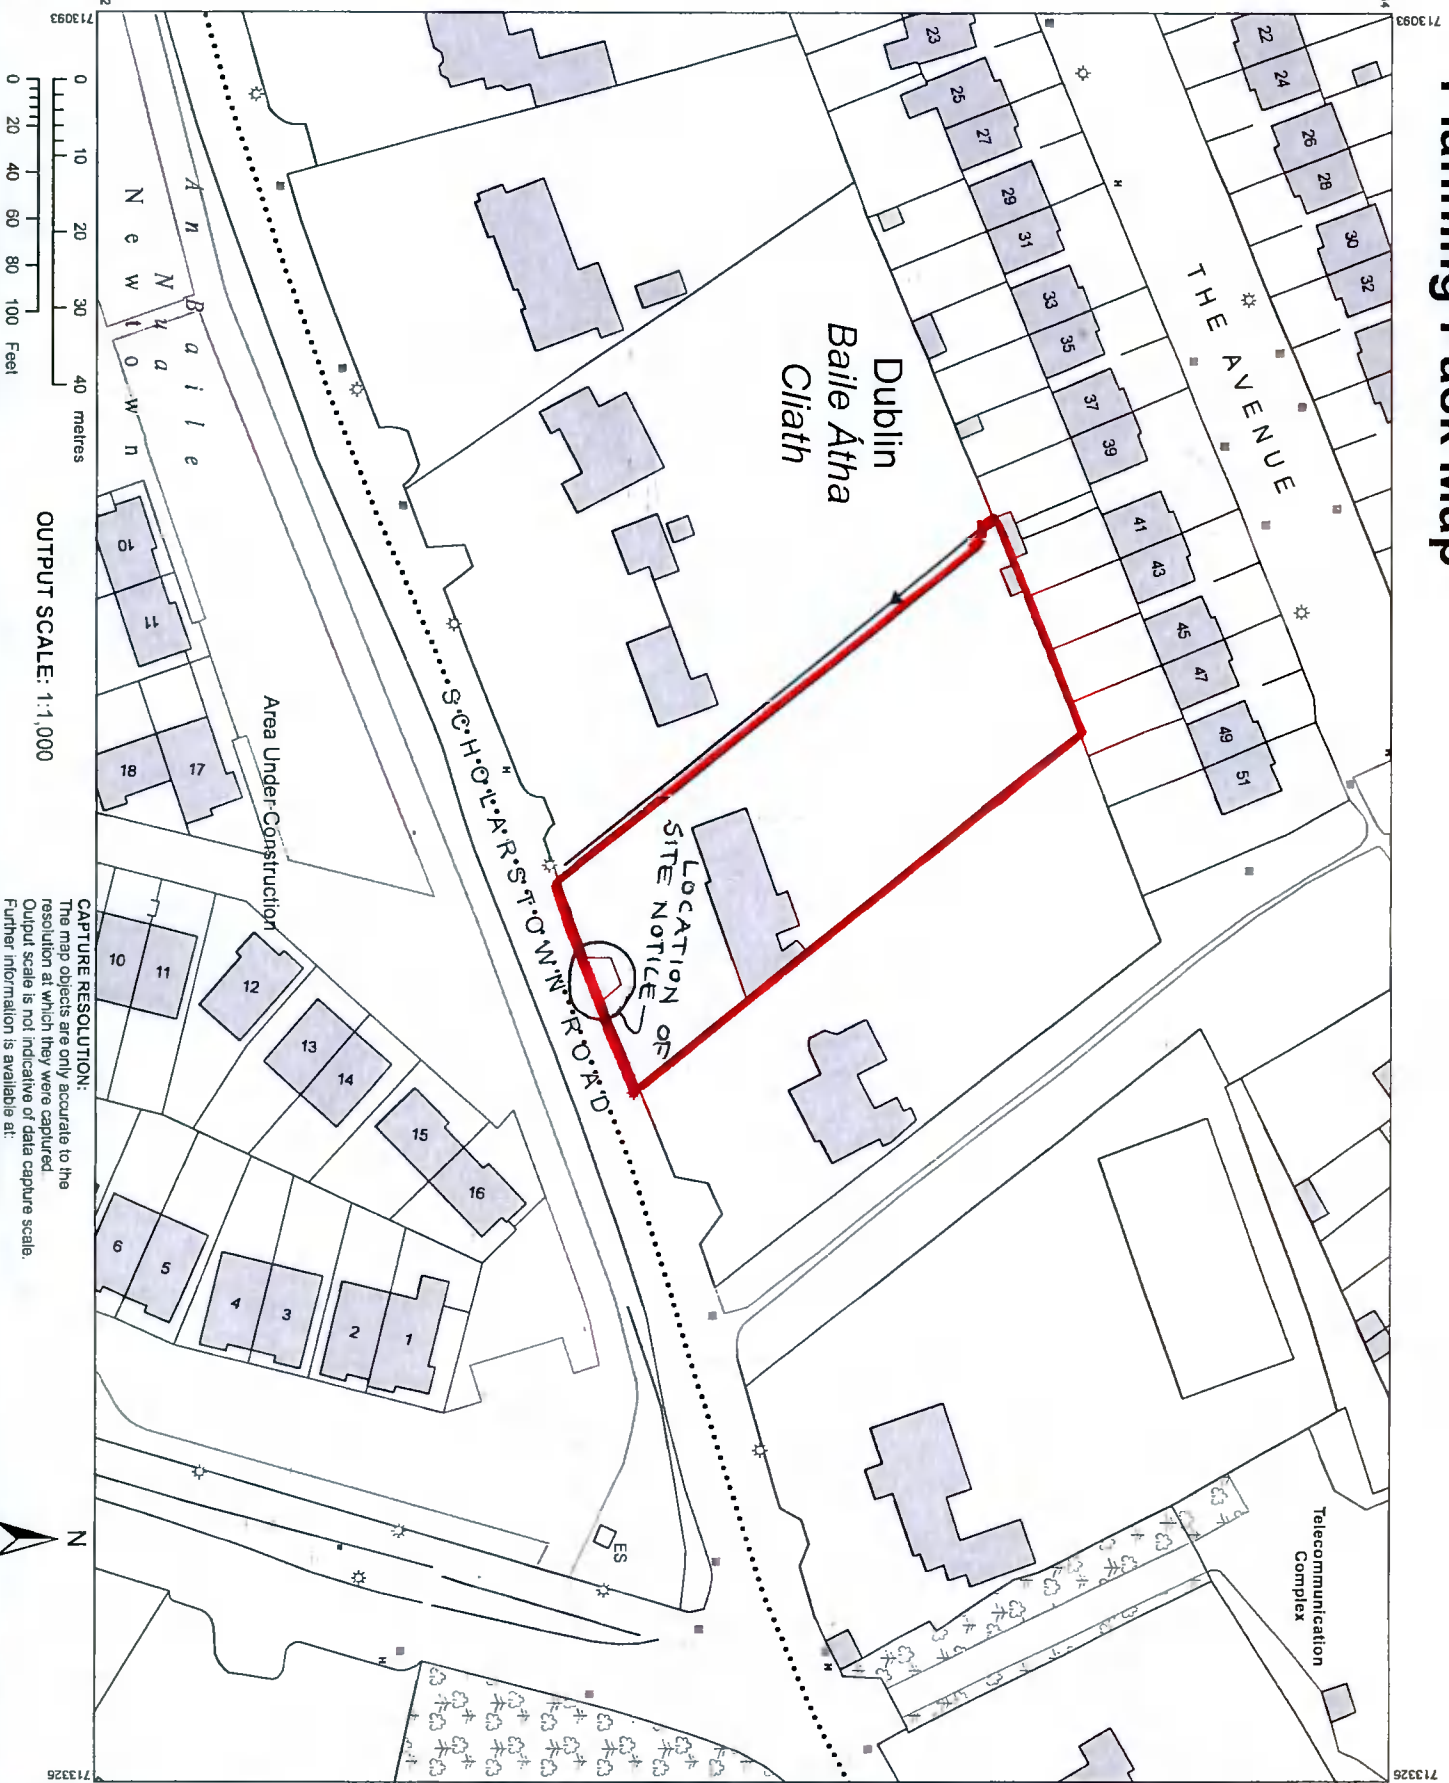 713093
713093
22
24
26
28
30
32
THE AVENUE
23
25
27
29
31
33
35
37
39
41
43
45
47
49
51
Dublin
Baile Átha
Cliath
LOCATION OF
SITE NOTICE
SCHOLARSTOWN ROAD
An Baile
Nua
Newtown
10
11
17
18
Area Under Construction
10
11
12
13
14
15
16
6
5
4
3
2
1
ES
Telecommunication
Complex
0 10 20 30 40 metres
0 20 40 60 80 100 Feet
OUTPUT SCALE: 1:1,000
CAPTURE RESOLUTION:
The map objects are only accurate to the
resolution at which they were captured.
Output scale is not indicative of data capture scale.
Further information is available at:
N
713326
713326